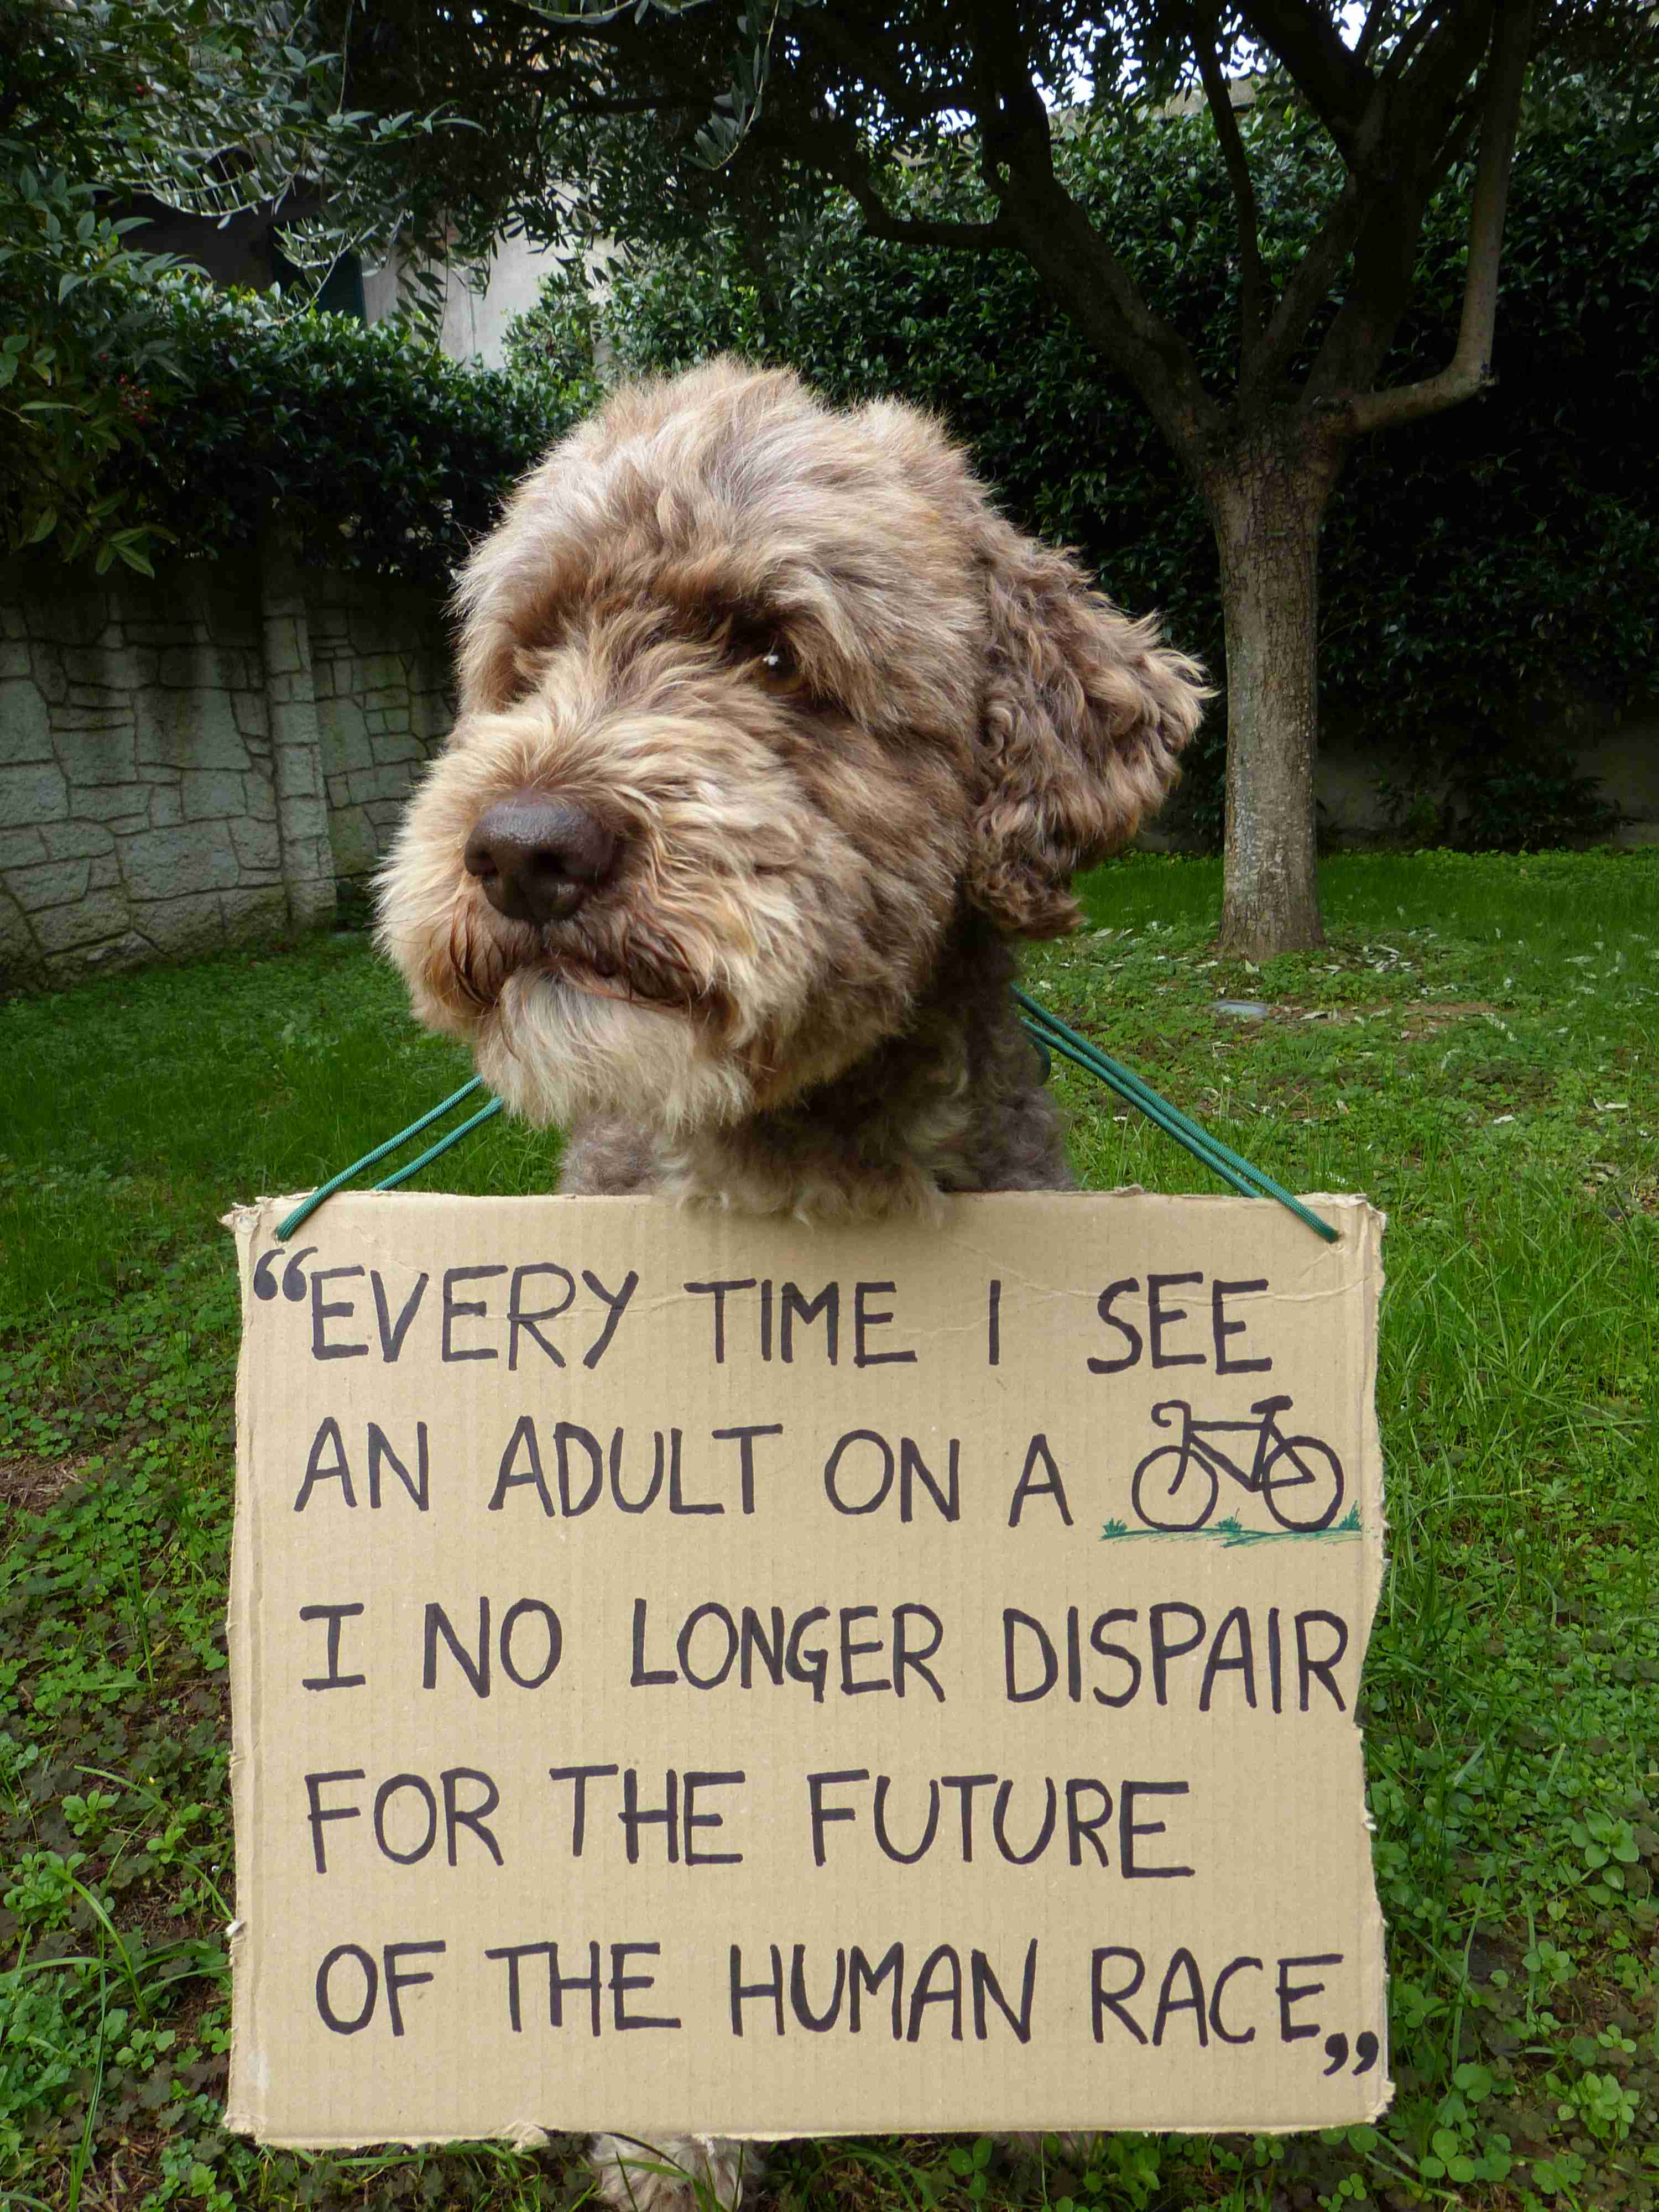 “EVERY TIME I SEE
AN ADULT ON A
I NO LONGER DISPAIR
FOR THE FUTURE
OF THE HUMAN RACE„